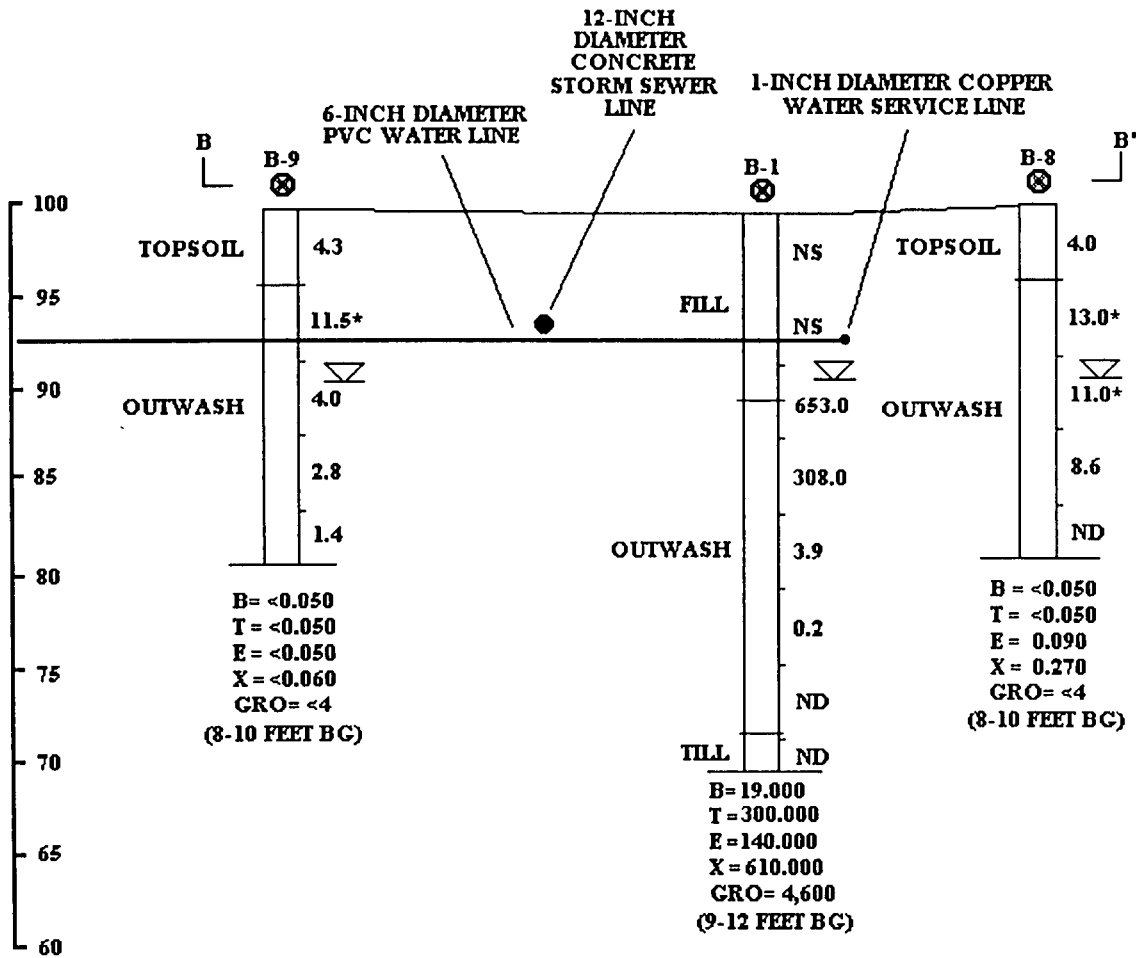 12-INCH
DIAMETER
CONCRETE
STORM SEWER
LINE
1-INCH DIAMETER COPPER
WATER SERVICE LINE
6-INCH DIAMETER
PVC WATER LINE
B
B-9
B-1
B-8
B"
100
95
90
85
80
75
70
65
60
TOPSOIL
OUTWASH
4.3
11.5*
4.0
2.8
1.4
B= <0.050
T = <0.050
E = <0.050
X = <0.060
GRO= <4
(8-10 FEET BG)
FILL
OUTWASH
TILL
NS
NS
653.0
308.0
3.9
0.2
ND
ND
B= 19.000
T = 300.000
E = 140.000
X = 610.000
GRO= 4,600
(9-12 FEET BG)
TOPSOIL
OUTWASH
4.0
13.0*
11.0*
8.6
ND
B = <0.050
T = <0.050
E = 0.090
X = 0.270
GRO= <4
(8-10 FEET BG)